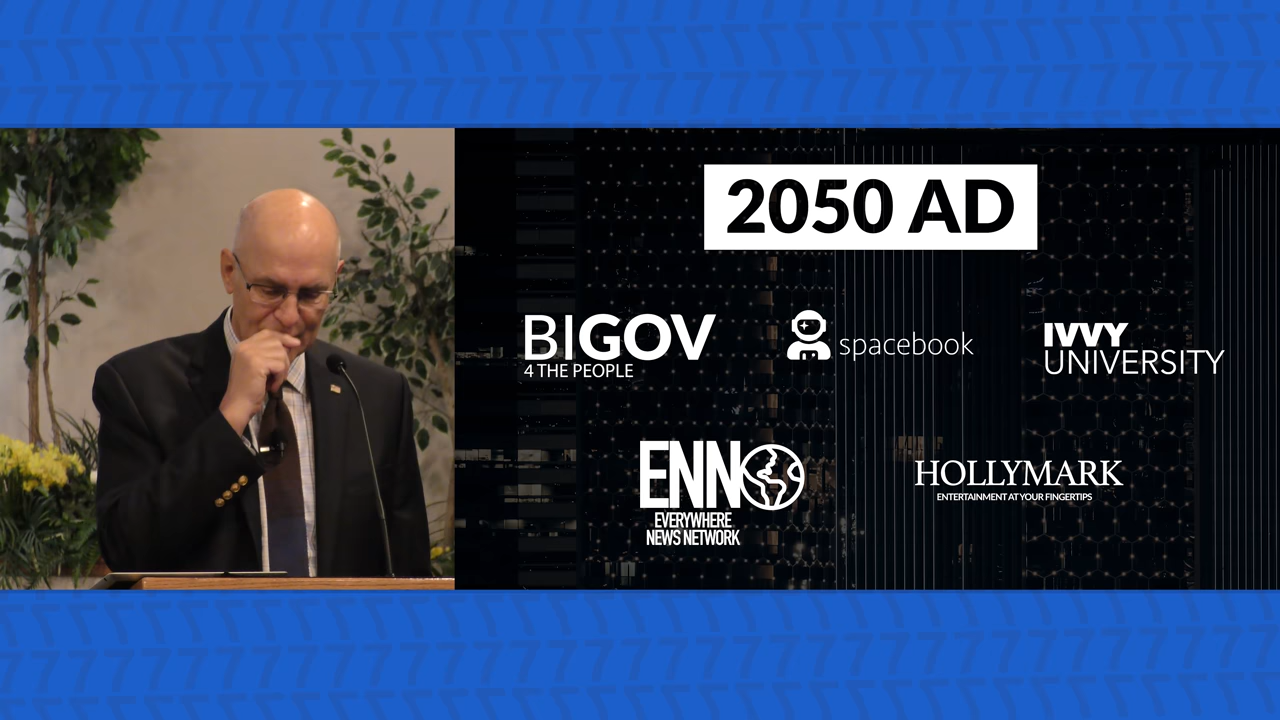 2050 AD
BIGOV
4 THE PEOPLE
spacebook
IVVY
UNIVERSITY
ENN
EVERYWHERE
NEWS NETWORK
HOLLYMARK
ENTERTAINMENT AT YOUR FINGERTIPS